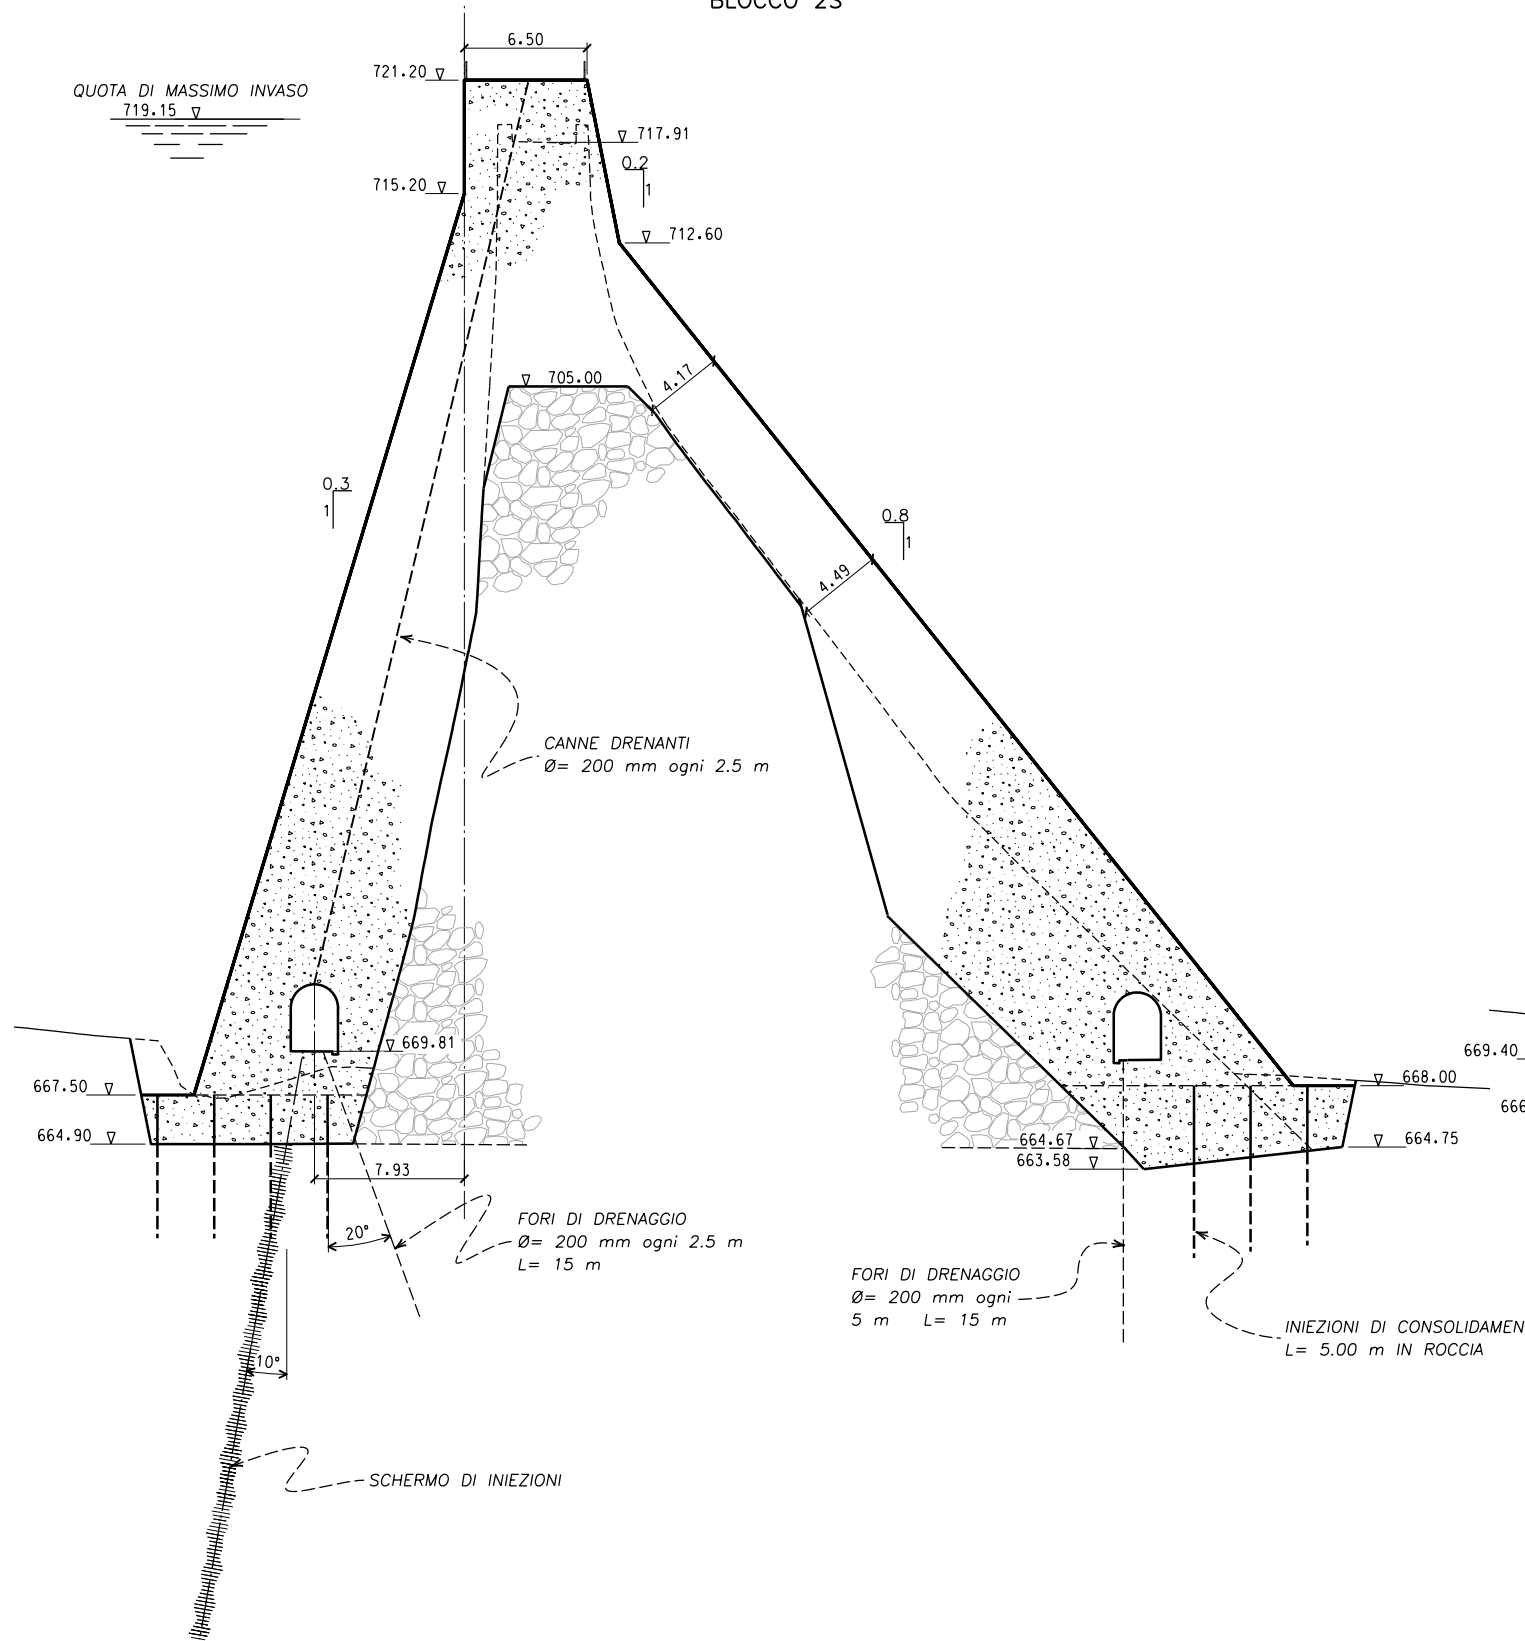 BLOCCO 2S
6.50
721.20
QUOTA DI MASSIMO INVASO
719.15
717.91
0.2
1
715.20
712.60
4.17
705.00
0.3
1
0.8
1
4.49
CANNE DRENANTI
Ø= 200 mm ogni 2.5 m
669.81
669.40
667.50
668.00
666
664.90
664.67
664.75
663.58
7.93
20°
FORI DI DRENAGGIO
Ø= 200 mm ogni 2.5 m
L= 15 m
FORI DI DRENAGGIO
Ø= 200 mm ogni
5 m L= 15 m
INIEZIONI DI CONSOLIDAMEN
L= 5.00 m IN ROCCIA
10°
SCHERMO DI INIEZIONI